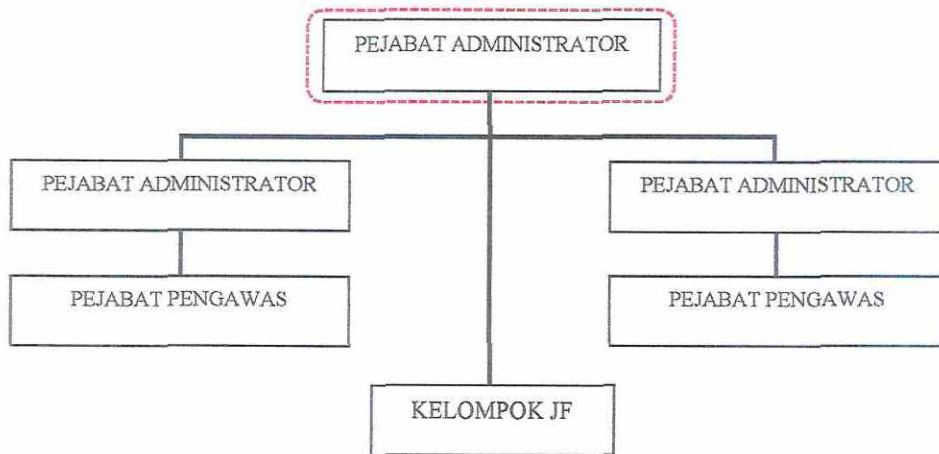 PEJABAT ADMINISTRATOR
PEJABAT ADMINISTRATOR
PEJABAT ADMINISTRATOR
PEJABAT PENGAWAS
PEJABAT PENGAWAS
KELOMPOK JF